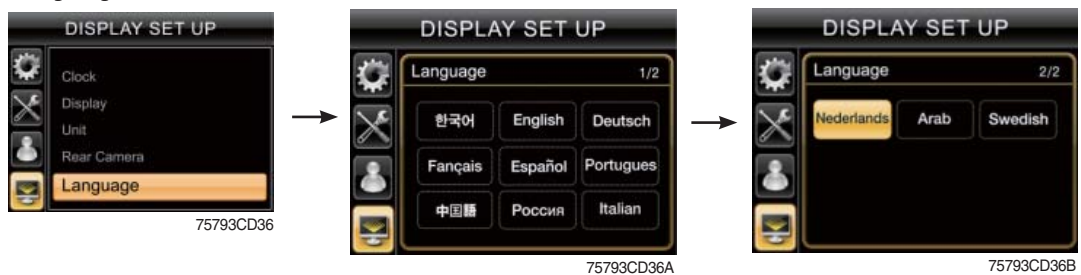 DISPLAY SET UP
Clock
Display
Unit
Rear Camera
Language
75793CD36
DISPLAY SET UP
Language 1/2
한국어 English Deutsch
Fançais Español Portugues
中国語 Россия Italian
75793CD36A
DISPLAY SET UP
Language 2/2
Nederlands Arab Swedish
75793CD36B